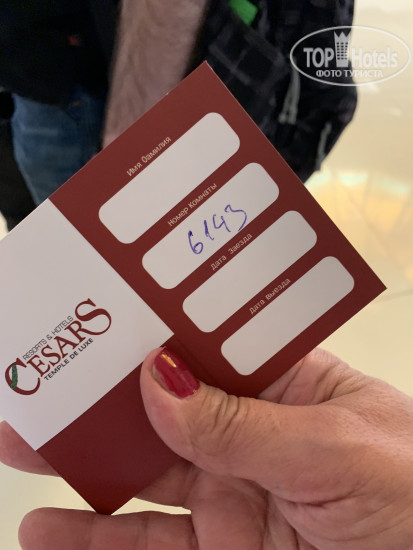 TOP Hotels
ФОТО ТУРИСТА
Имя Фамилия
Номер Комнаты
6143
Дата Заезда
Дата Выезда
RESORTS & HOTELS
CESARS
TEMPLE DE LUXE